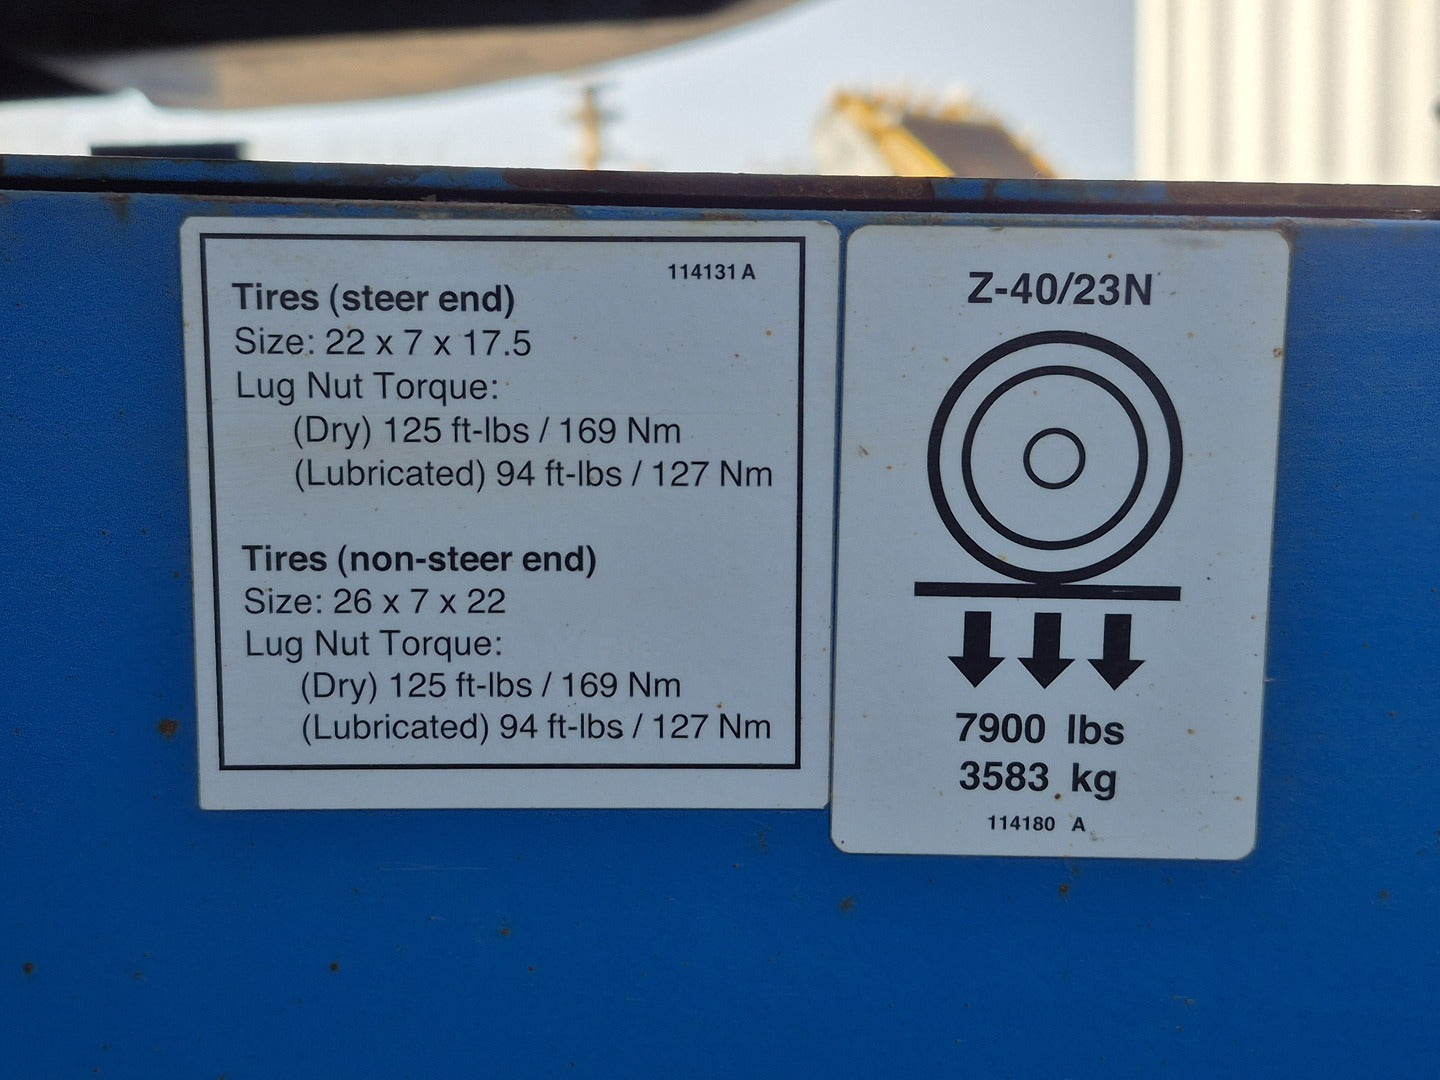 114131 A
Tires (steer end)
Size: 22 x 7 x 17.5
Lug Nut Torque:
(Dry) 125 ft-lbs / 169 Nm
(Lubricated) 94 ft-lbs / 127 Nm
Tires (non-steer end)
Size: 26 x 7 x 22
Lug Nut Torque:
(Dry) 125 ft-lbs / 169 Nm
(Lubricated) 94 ft-lbs / 127 Nm
Z-40/23N
7900 lbs
3583 kg
114180 A